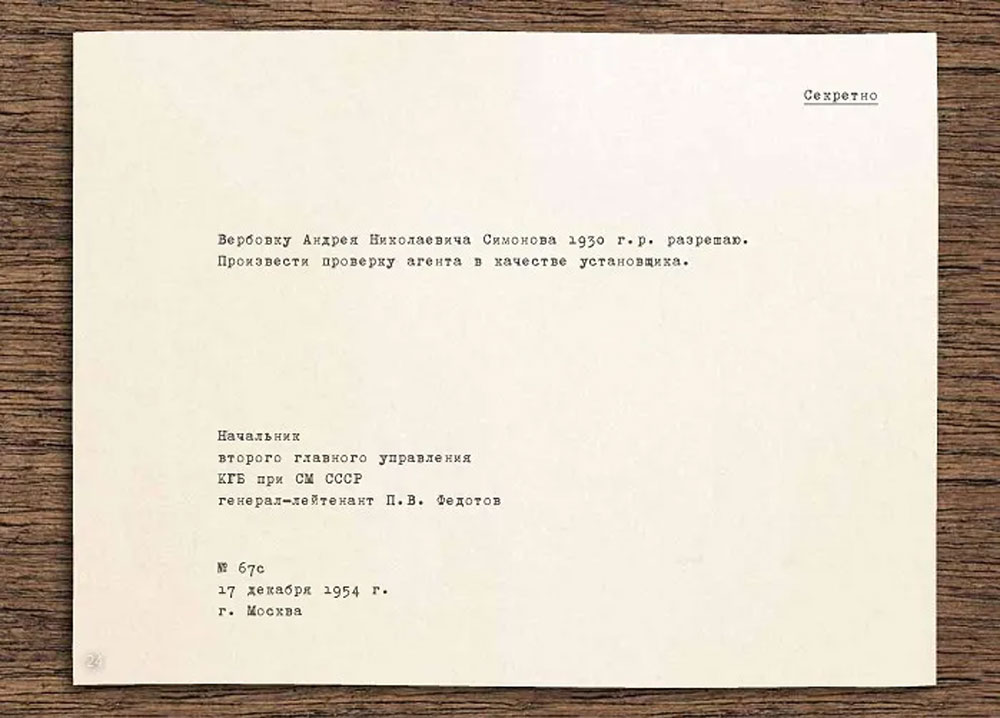 Секретно
Вербовку Андрея Николаевича Симонова 1930 г.р. разрешаю.
Произвести проверку агента в качестве установщика.
Начальник
второго главного управления
КГБ при СМ СССР
генерал-лейтенант П.В. Федотов
№ 67с
17 декабря 1954 г.
г. Москва
24